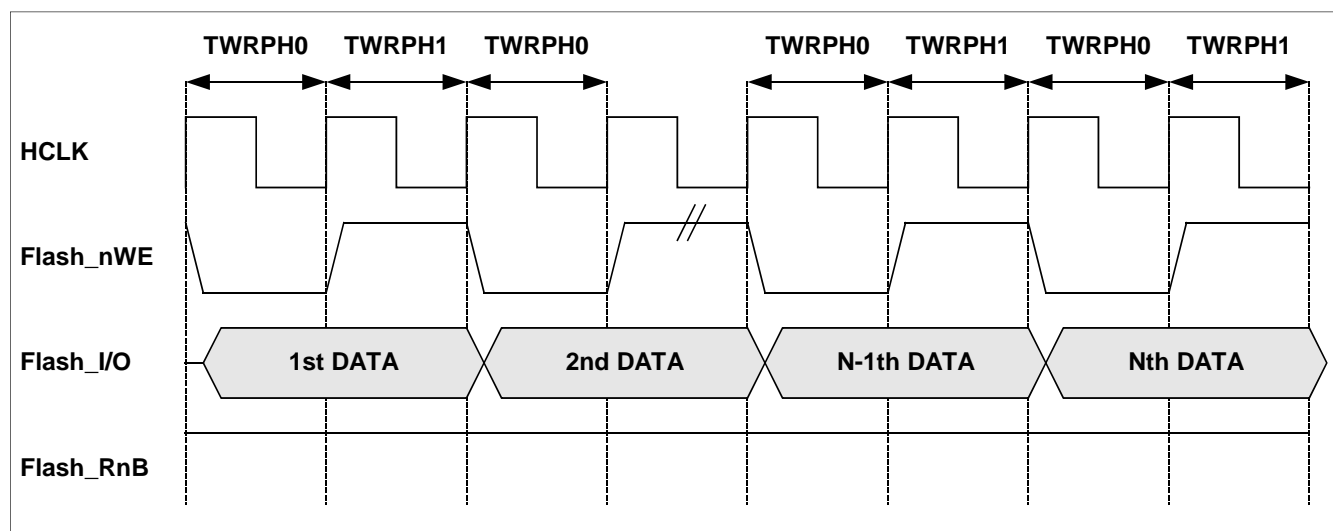 TWRPH0 TWRPH1 TWRPH0 TWRPH0 TWRPH1 TWRPH0 TWRPH1
HCLK
Flash_nWE
Flash_I/O 1st DATA 2nd DATA N-1th DATA Nth DATA
Flash_RnB